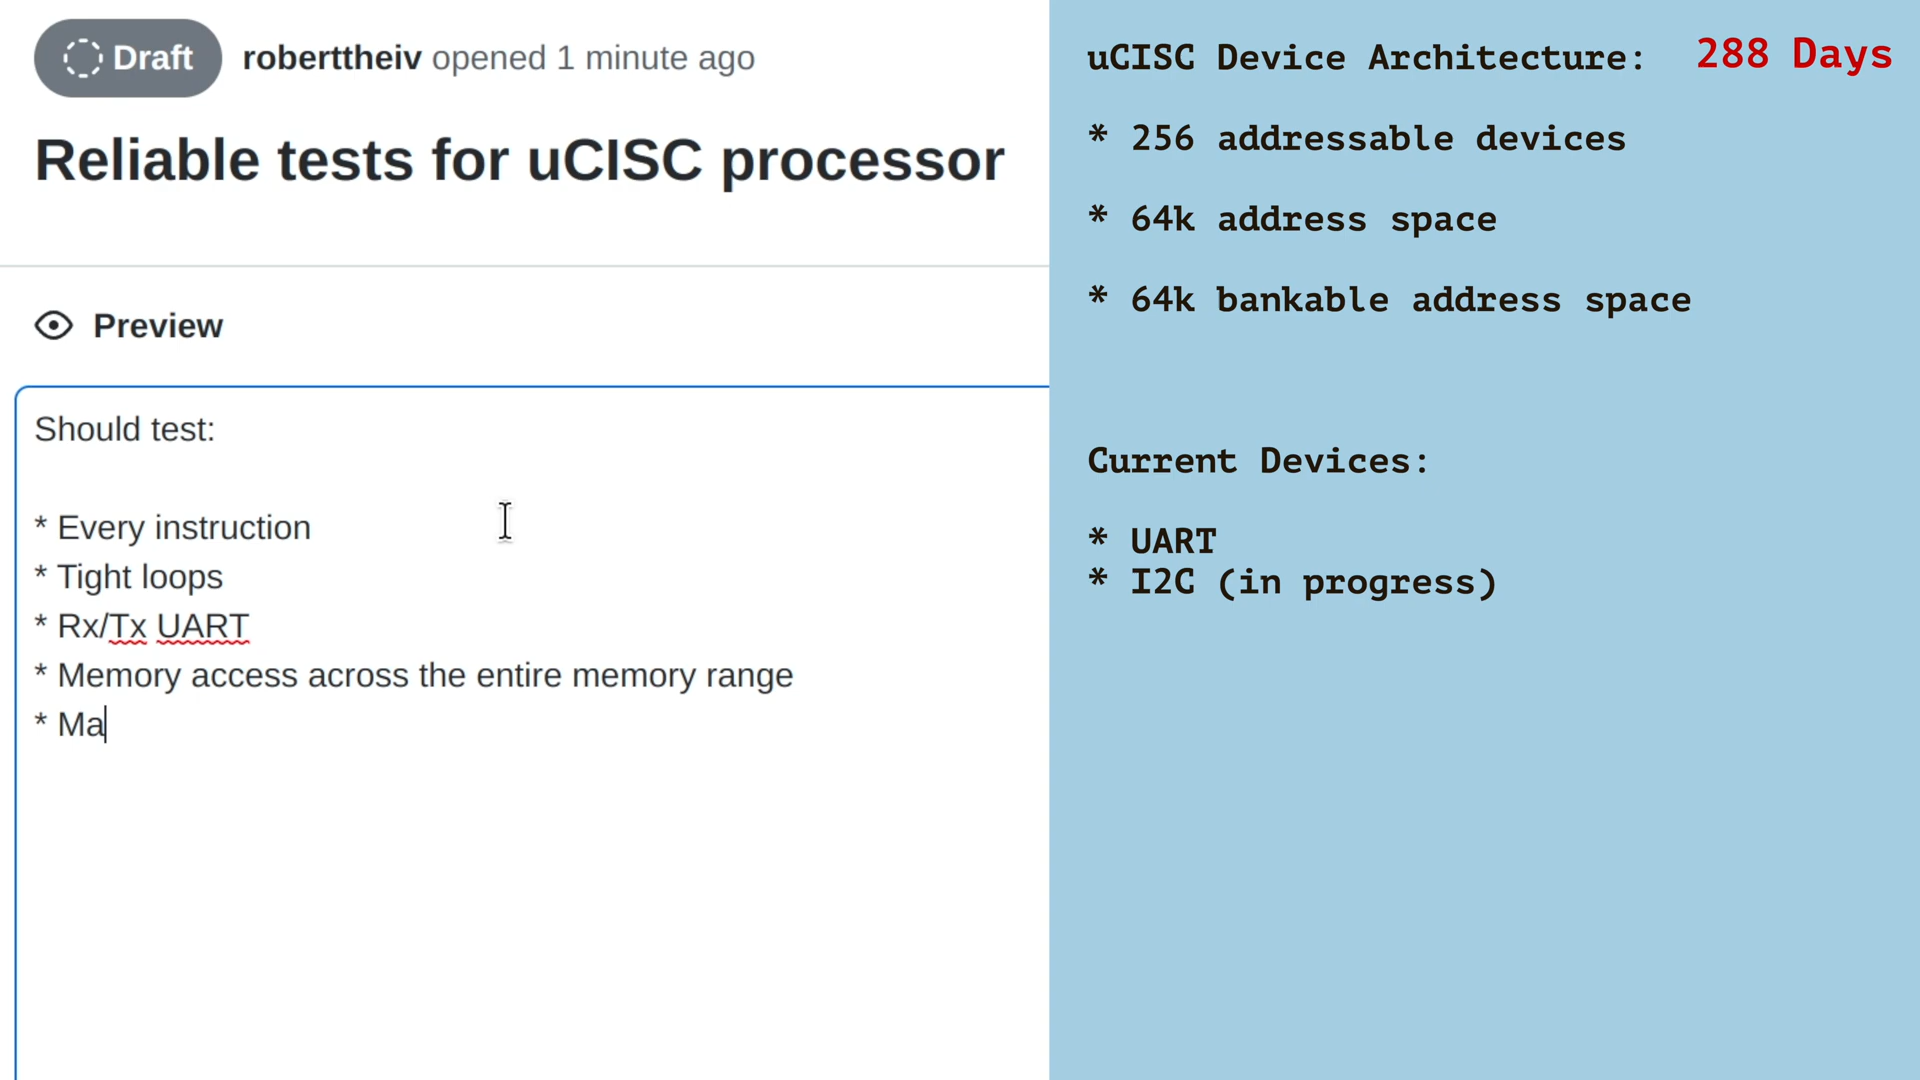 Draft roberttheiv opened 1 minute ago
Reliable tests for uCISC processor
Preview
Should test:
* Every instruction
* Tight loops
* Rx/Tx UART
* Memory access across the entire memory range
* Ma
uCISC Device Architecture: 288 Days
* 256 addressable devices
* 64k address space
* 64k bankable address space
Current Devices:
* UART
* I2C (in progress)